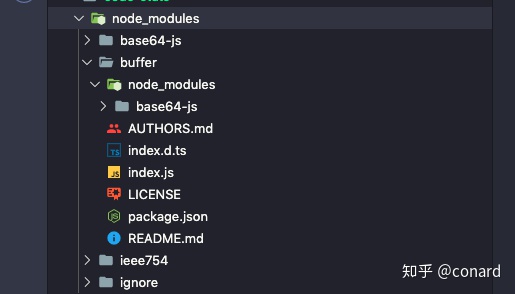 node_modules
base64-js
buffer
node_modules
base64-js
AUTHORS.md
TS index.d.ts
JS index.js
LICENSE
package.json
README.md
ieee754
ignore
知乎 @conard